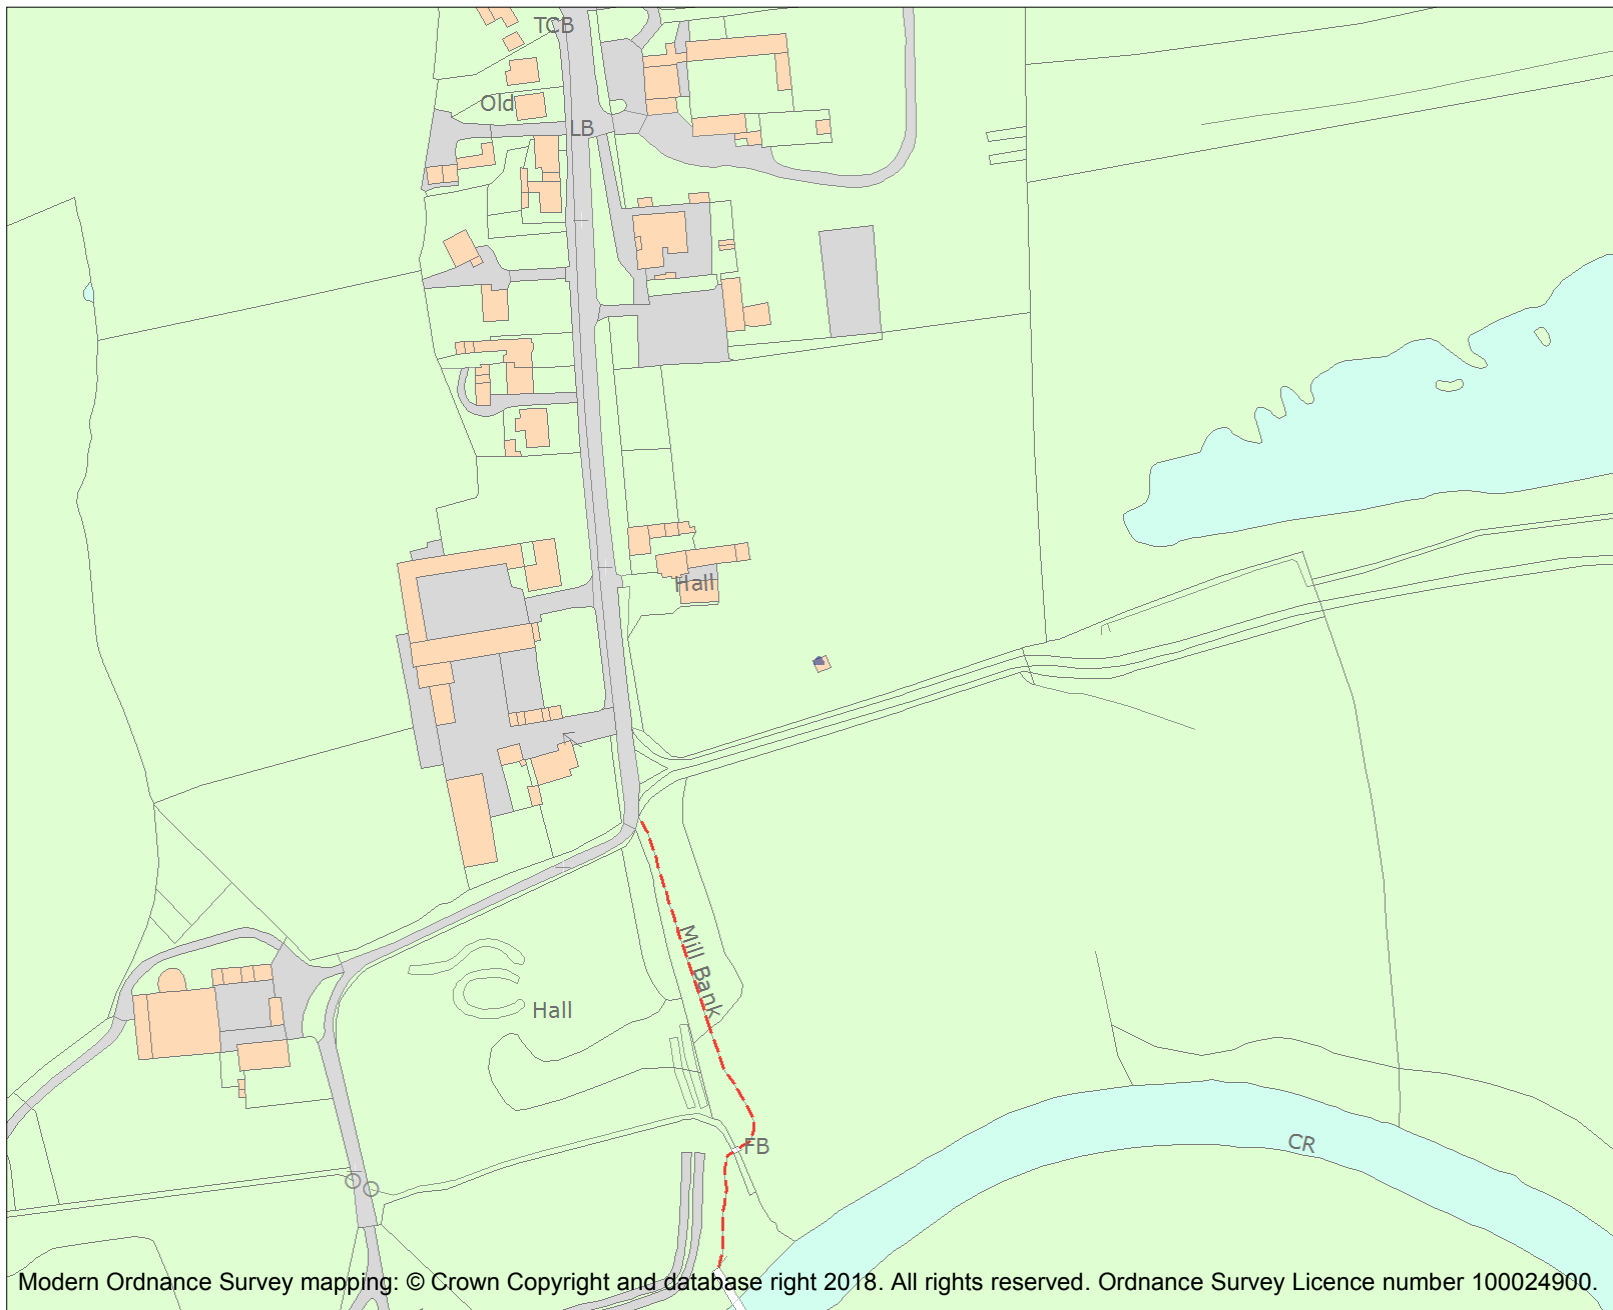 TCB
Old
LB
Hall
Mill Bank
Hall
FB
CR
Modern Ordnance Survey mapping: © Crown Copyright and database right 2018. All rights reserved. Ordnance Survey Licence number 100024900.